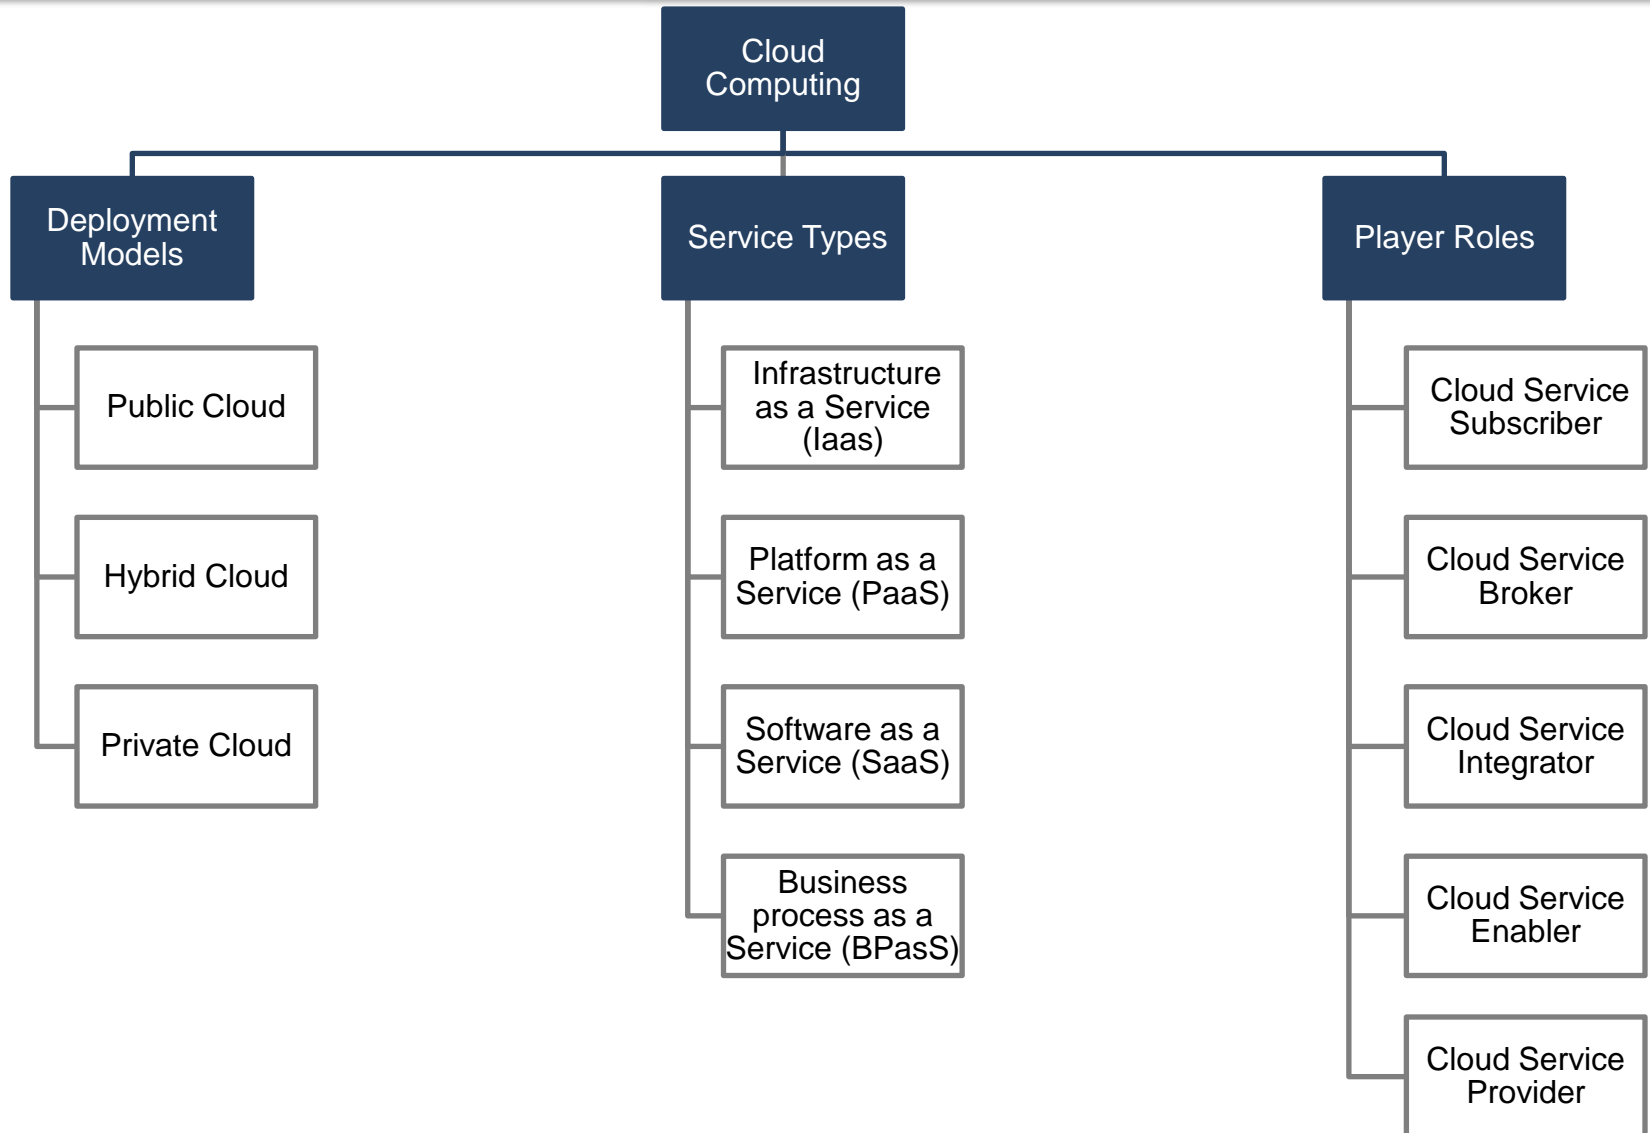 Cloud
Computing
Deployment
Models
Public Cloud
Hybrid Cloud
Private Cloud
Service Types
Infrastructure
as a Service
(Iaas)
Platform as a
Service (PaaS)
Software as a
Service (SaaS)
Business
process as a
Service (BPasS)
Player Roles
Cloud Service
Subscriber
Cloud Service
Broker
Cloud Service
Integrator
Cloud Service
Enabler
Cloud Service
Provider